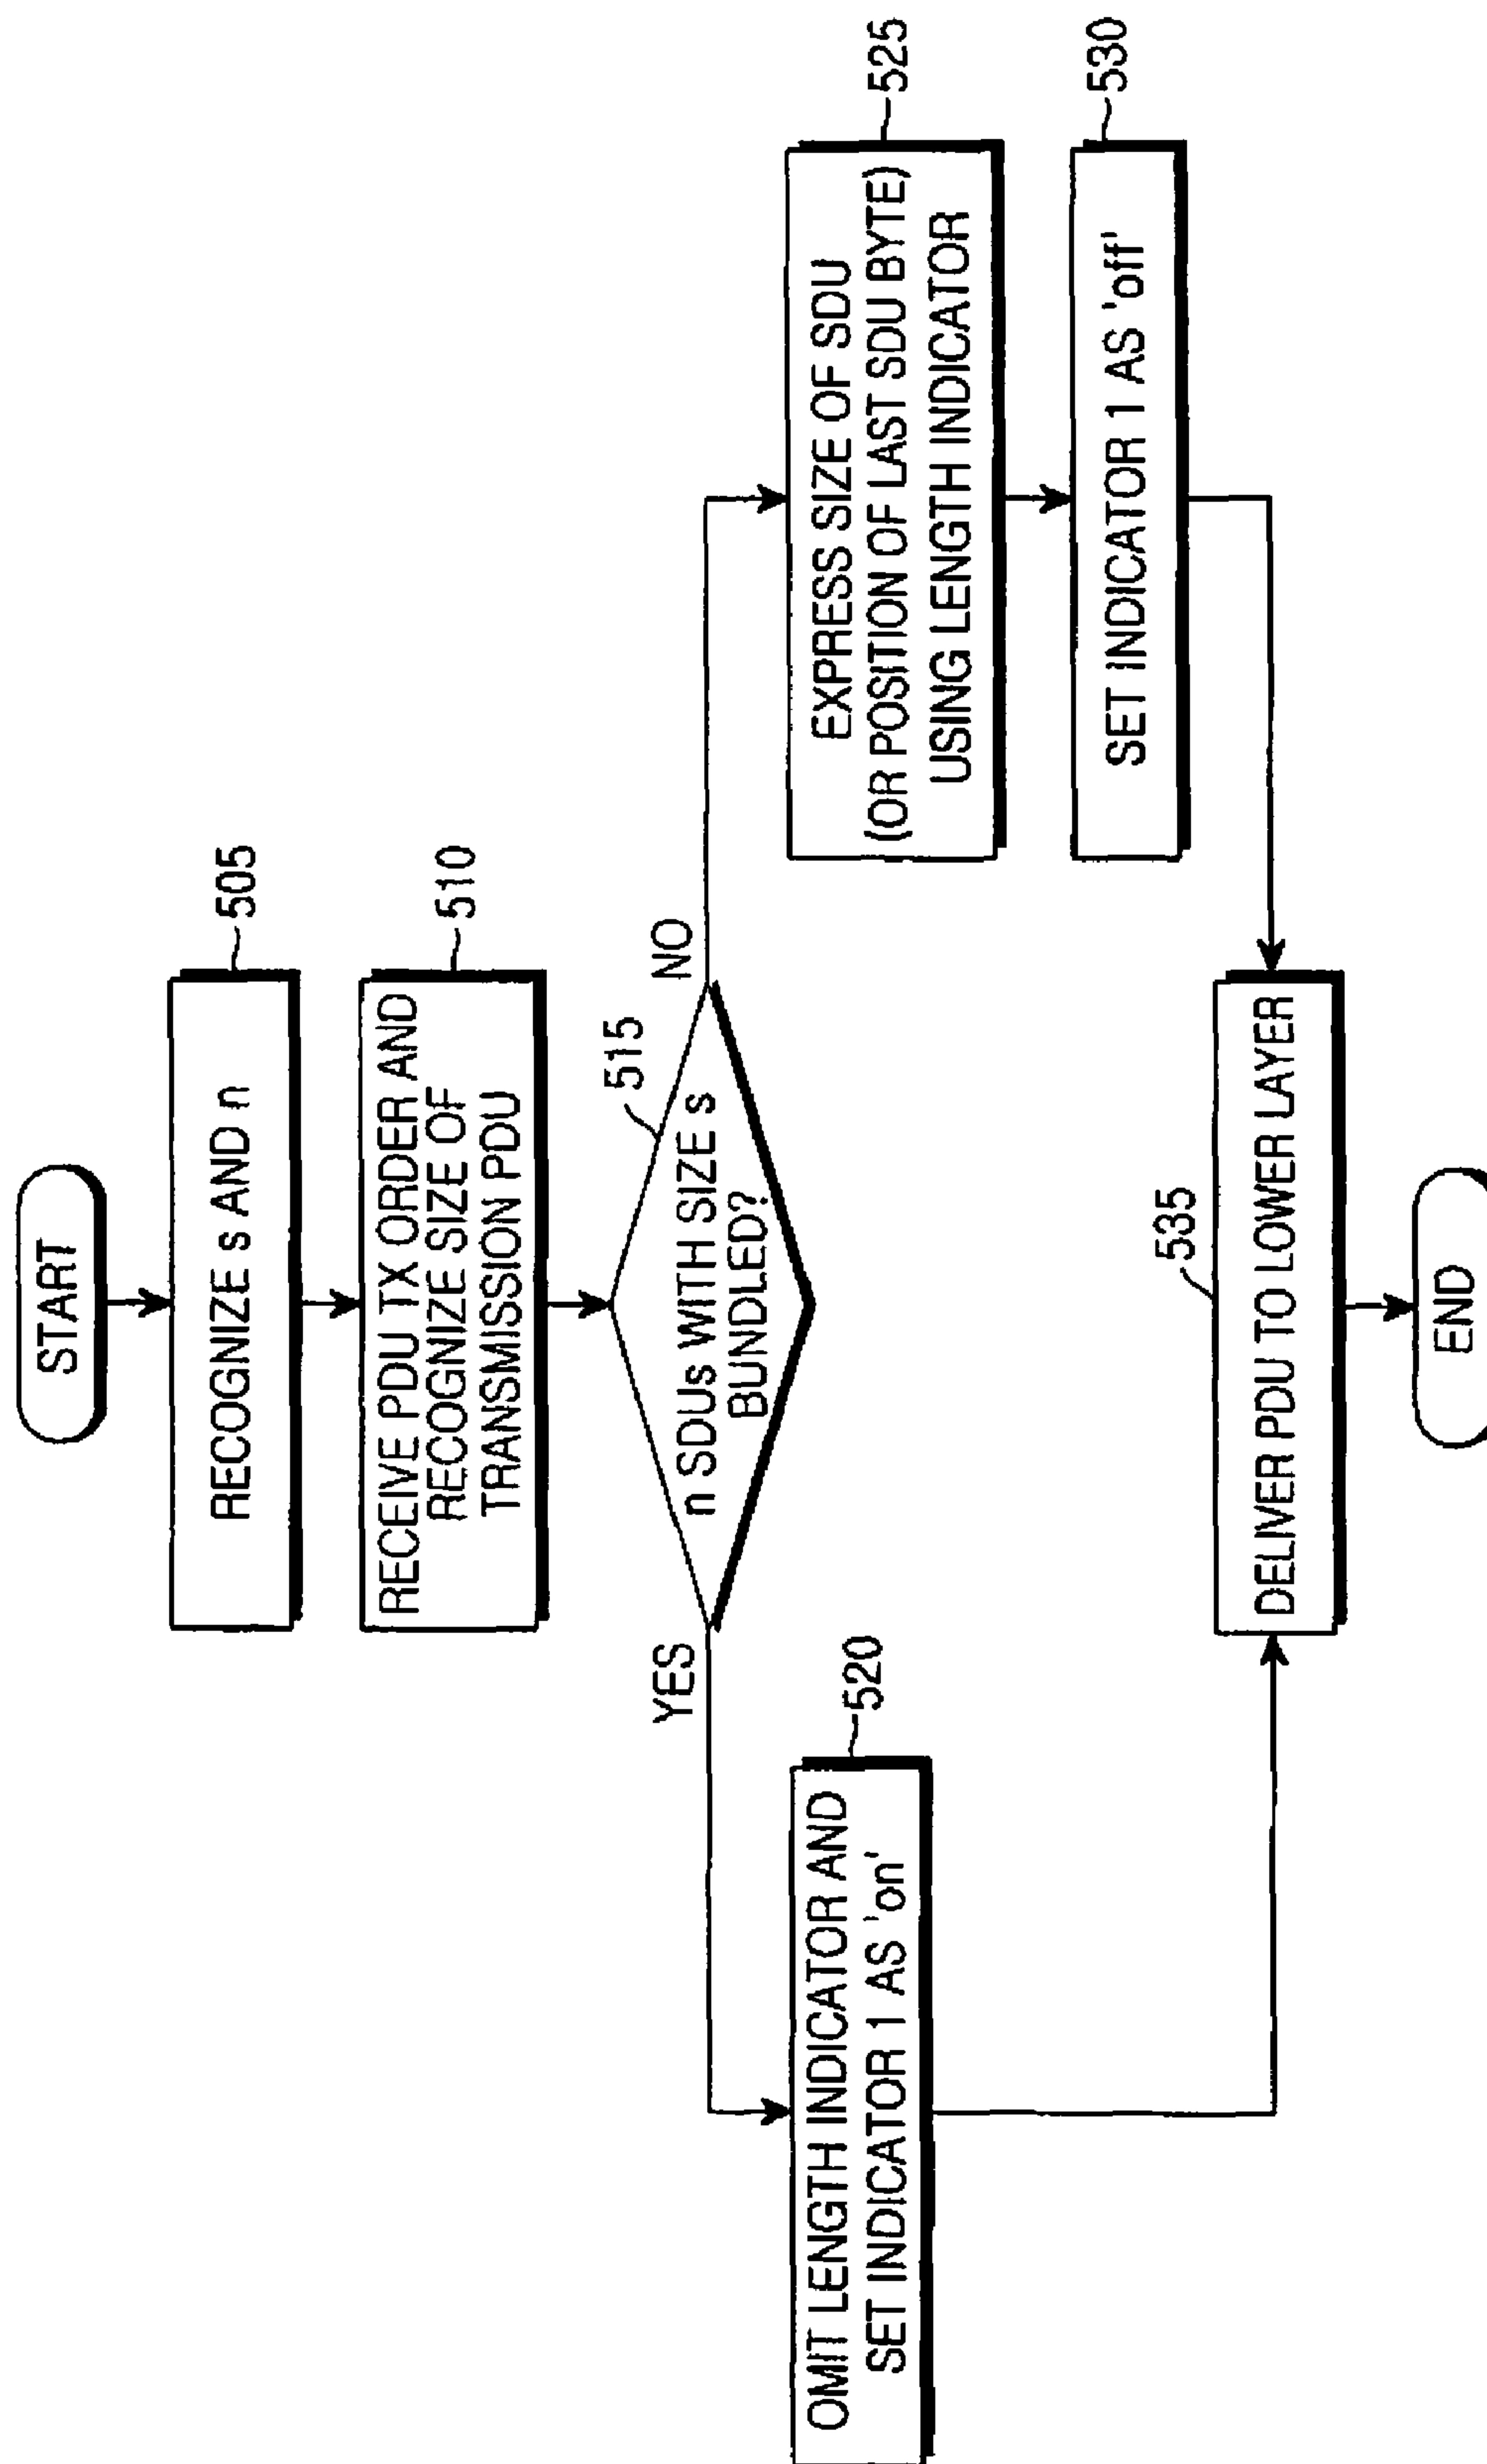 START
RECOGNIZE s AND n
505
RECEIVE PDU TX ORDER AND
RECOGNIZE SIZE OF
TRANSMISSION PDU
510
n SDUs WITH SIZE s
BUNDLED?
515
YES
NO
OMIT LENGTH INDICATOR AND
SET INDICATOR 1 AS 'on'
520
EXPRESS SIZE OF SDU
(OR POSITION OF LAST SDU BYTE)
USING LENGTH INDICATOR
525
SET INDICATOR 1 AS 'off'
530
DELIVER PDU TO LOWER LAYER
535
END